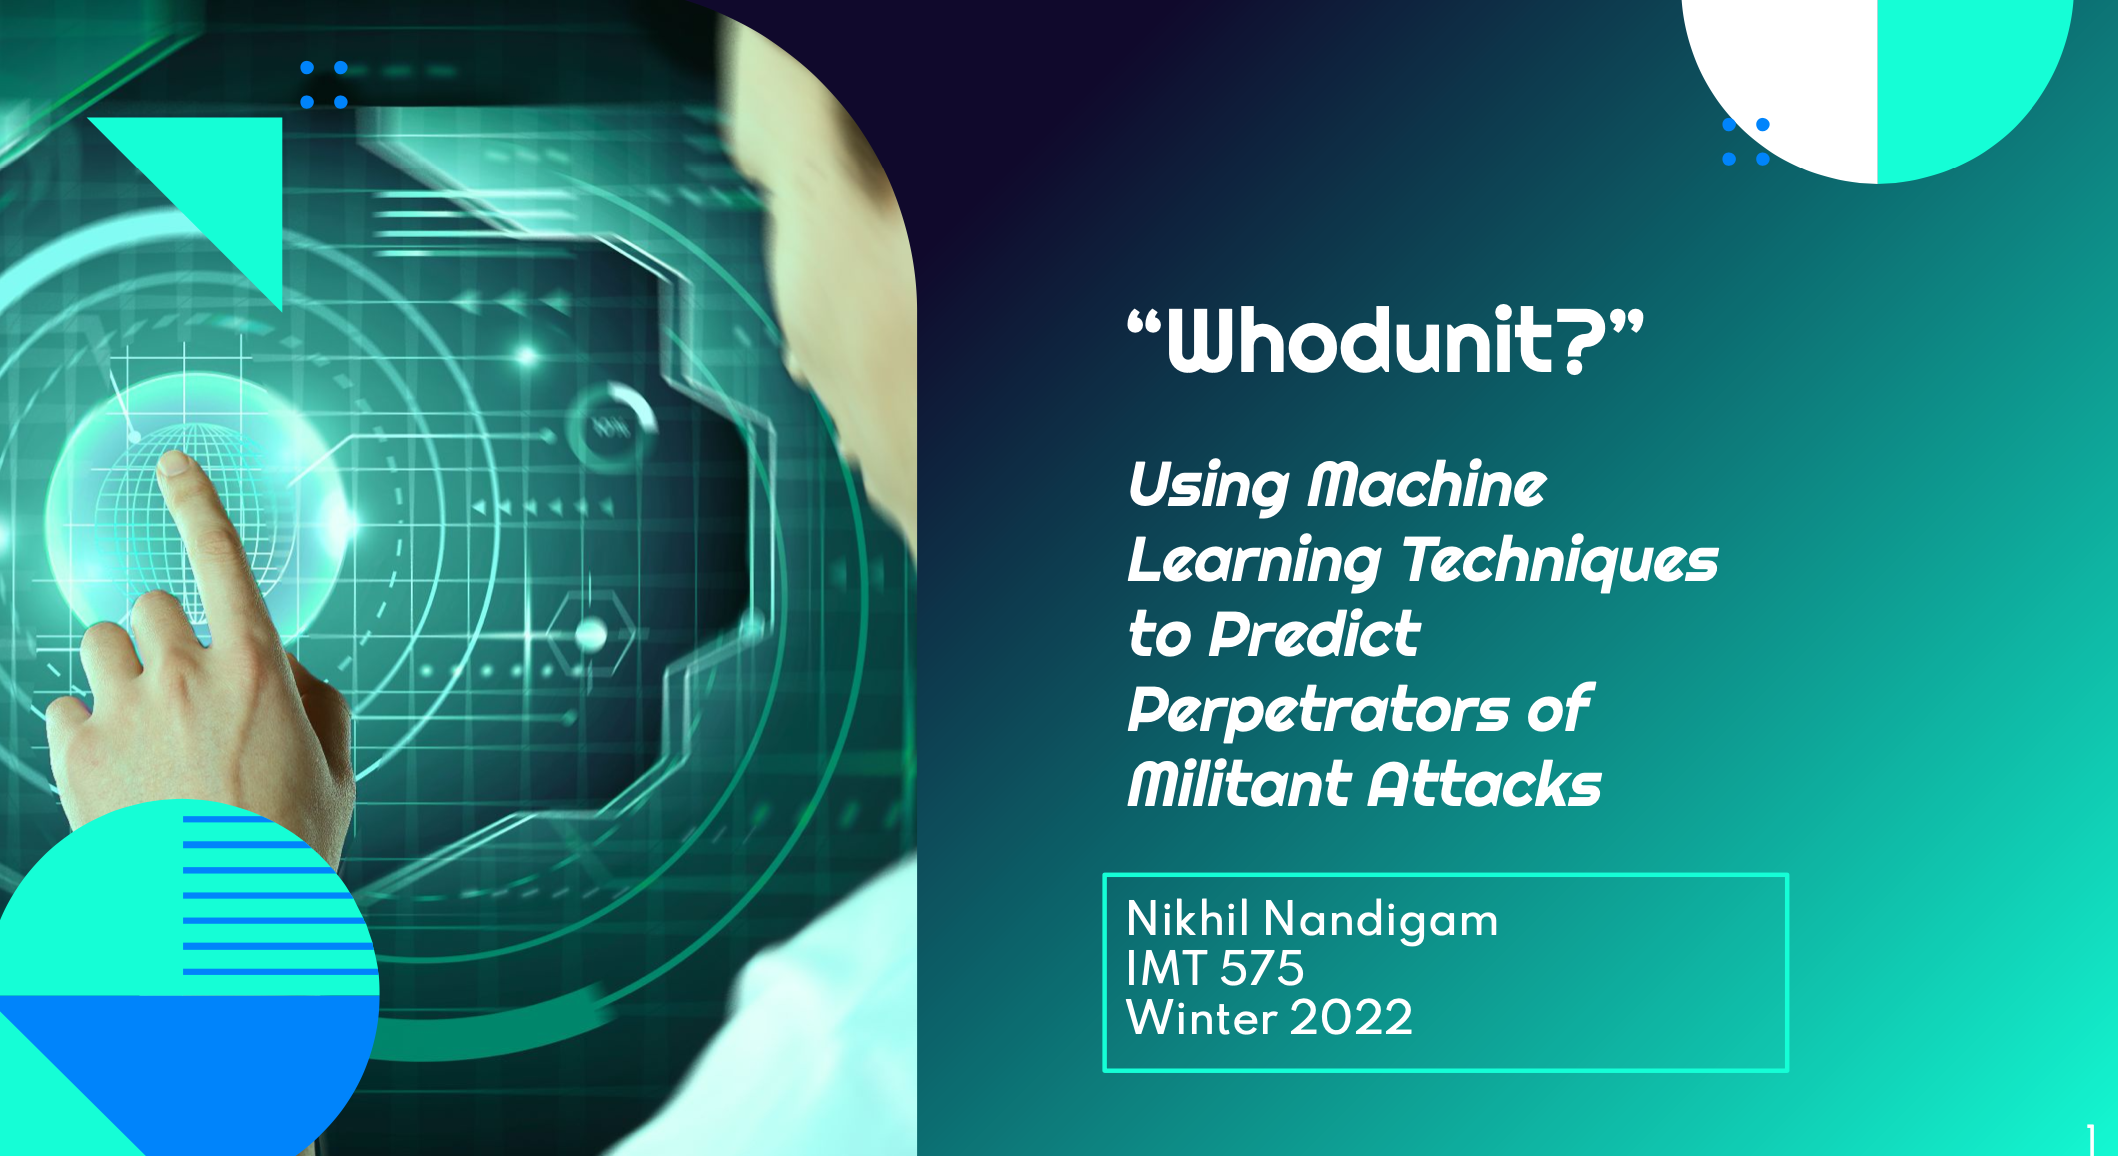 “Whodunit?”
Using Machine
Learning Techniques
to Predict
Perpetrators of
Militant Attacks
Nikhil Nandigam
IMT 575
Winter 2022
1